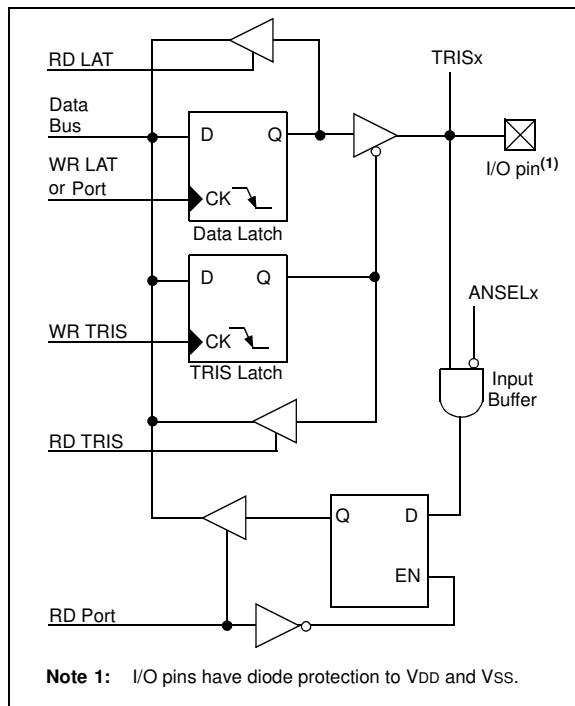 RD LAT
TRISx
Data
Bus
D Q
I/O pin(1)
WR LAT
or Port
CK
Data Latch
D Q
ANSELx
WR TRIS
CK
TRIS Latch
Input
Buffer
RD TRIS
Q D
EN
RD Port
Note 1: I/O pins have diode protection to VDD and VSS.